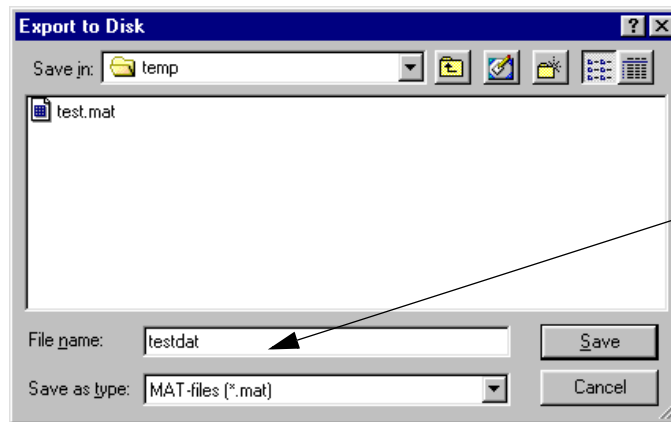 Export to Disk
Save in: temp
test.mat
File name: testdat Save
Save as type: MAT-files (*.mat) Cancel